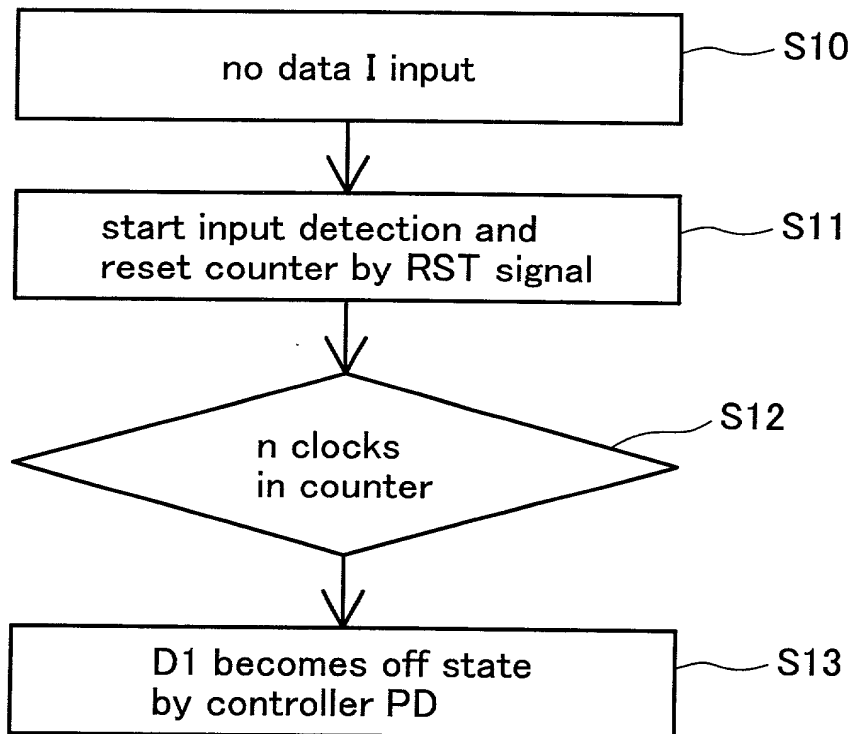 no data I input
S10
start input detection and
reset counter by RST signal
S11
n clocks
in counter
S12
D1 becomes off state
by controller PD
S13